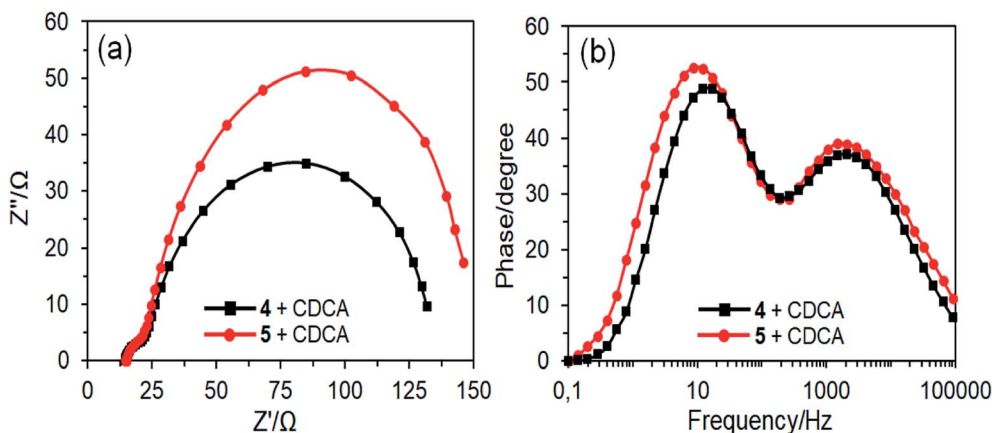 (a)
60
50
40
30
20
10
0
Z''/Ω
4 + CDCA
5 + CDCA
0 25 50 75 100 125 150
Z'/Ω
(b)
60
50
40
30
20
10
0
Phase/degree
4 + CDCA
5 + CDCA
0,1 10 1000 100000
Frequency/Hz